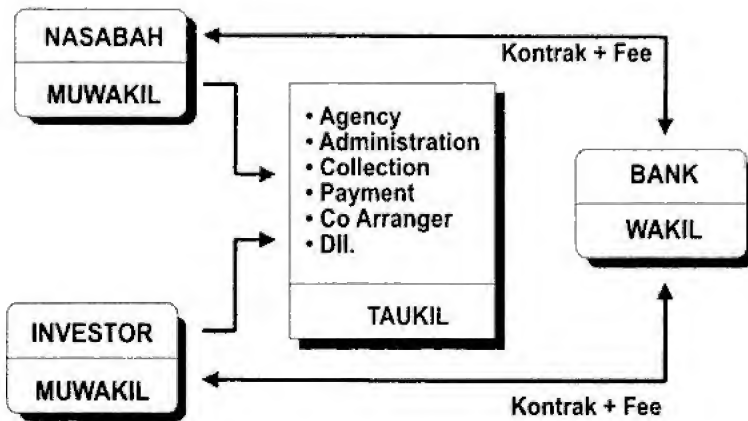 NASABAH
MUWAKIL
Kontrak + Fee
• Agency
• Administration
• Collection
• Payment
• Co Arranger
• Dll.
TAUKIL
BANK
WAKIL
INVESTOR
MUWAKIL
Kontrak + Fee